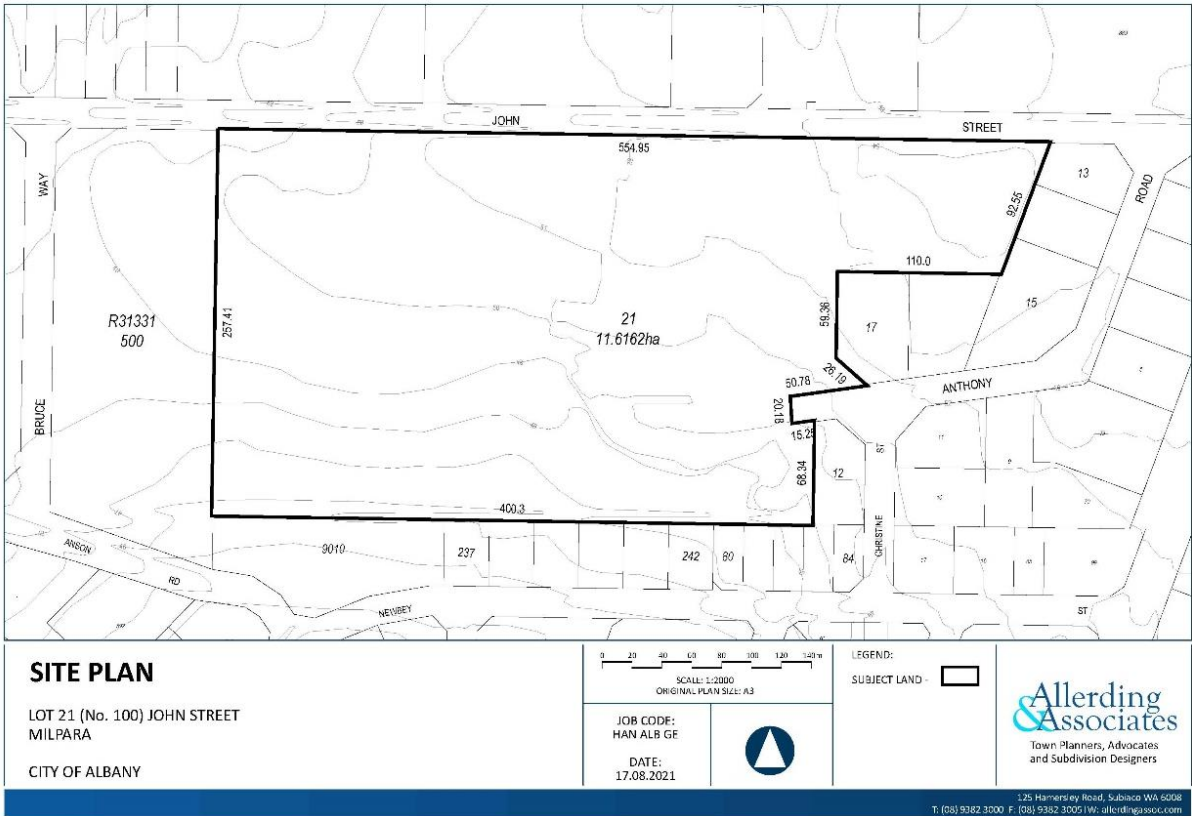 JOHN
STREET
554.95
WAY
13
ROAD
92.55
110.0
R31331
500
257.41
21
11.6162ha
59.36
17
15
26.19
50.78
ANTHONY
20.18
15.25
BRUCE
68.34
12
ST
CHRISTINE
400.3
9010
237
242
80
84
ANSON
RD
NEWBEY
ST
SITE PLAN
LOT 21 (No. 100) JOHN STREET
MILPARA
CITY OF ALBANY
0 20 40 60 80 100 120 140m
SCALE: 1:2000
ORIGINAL PLAN SIZE: A3
JOB CODE:
HAN ALB GE
DATE:
17.08.2021
LEGEND:
SUBJECT LAND -
Allerding
&Associates
Town Planners, Advocates
and Subdivision Designers
125 Hamersley Road, Subiaco WA 6008
T: (08) 9382 3000 F: (08) 9382 3005 |W: allerdingassoc.com